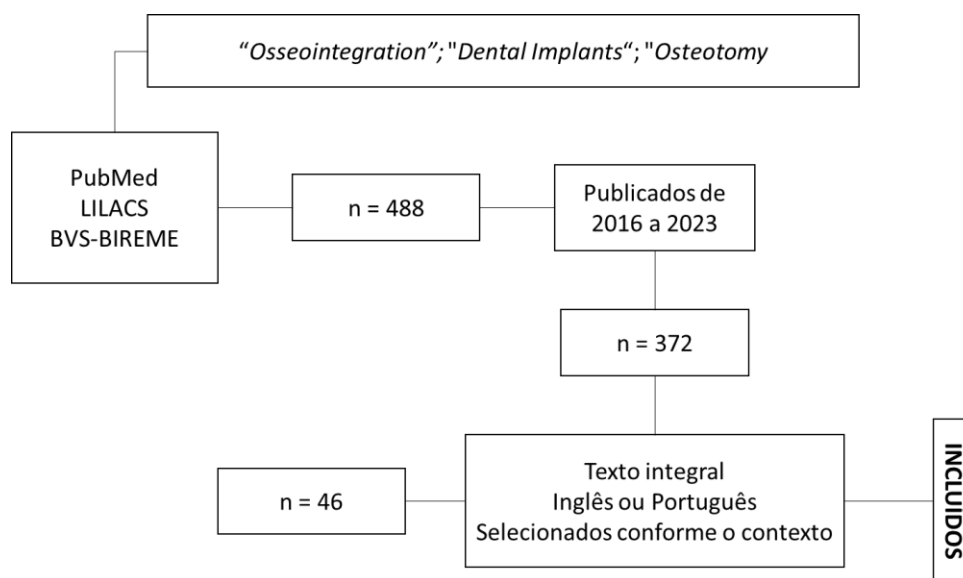 “Osseointegration”; "Dental Implants“; "Osteotomy
PubMed
LILACS
BVS-BIREME
n = 488
Publicados de
2016 a 2023
n = 372
Texto integral
Inglês ou Português
Selecionados conforme o contexto
n = 46
INCLUIDOS